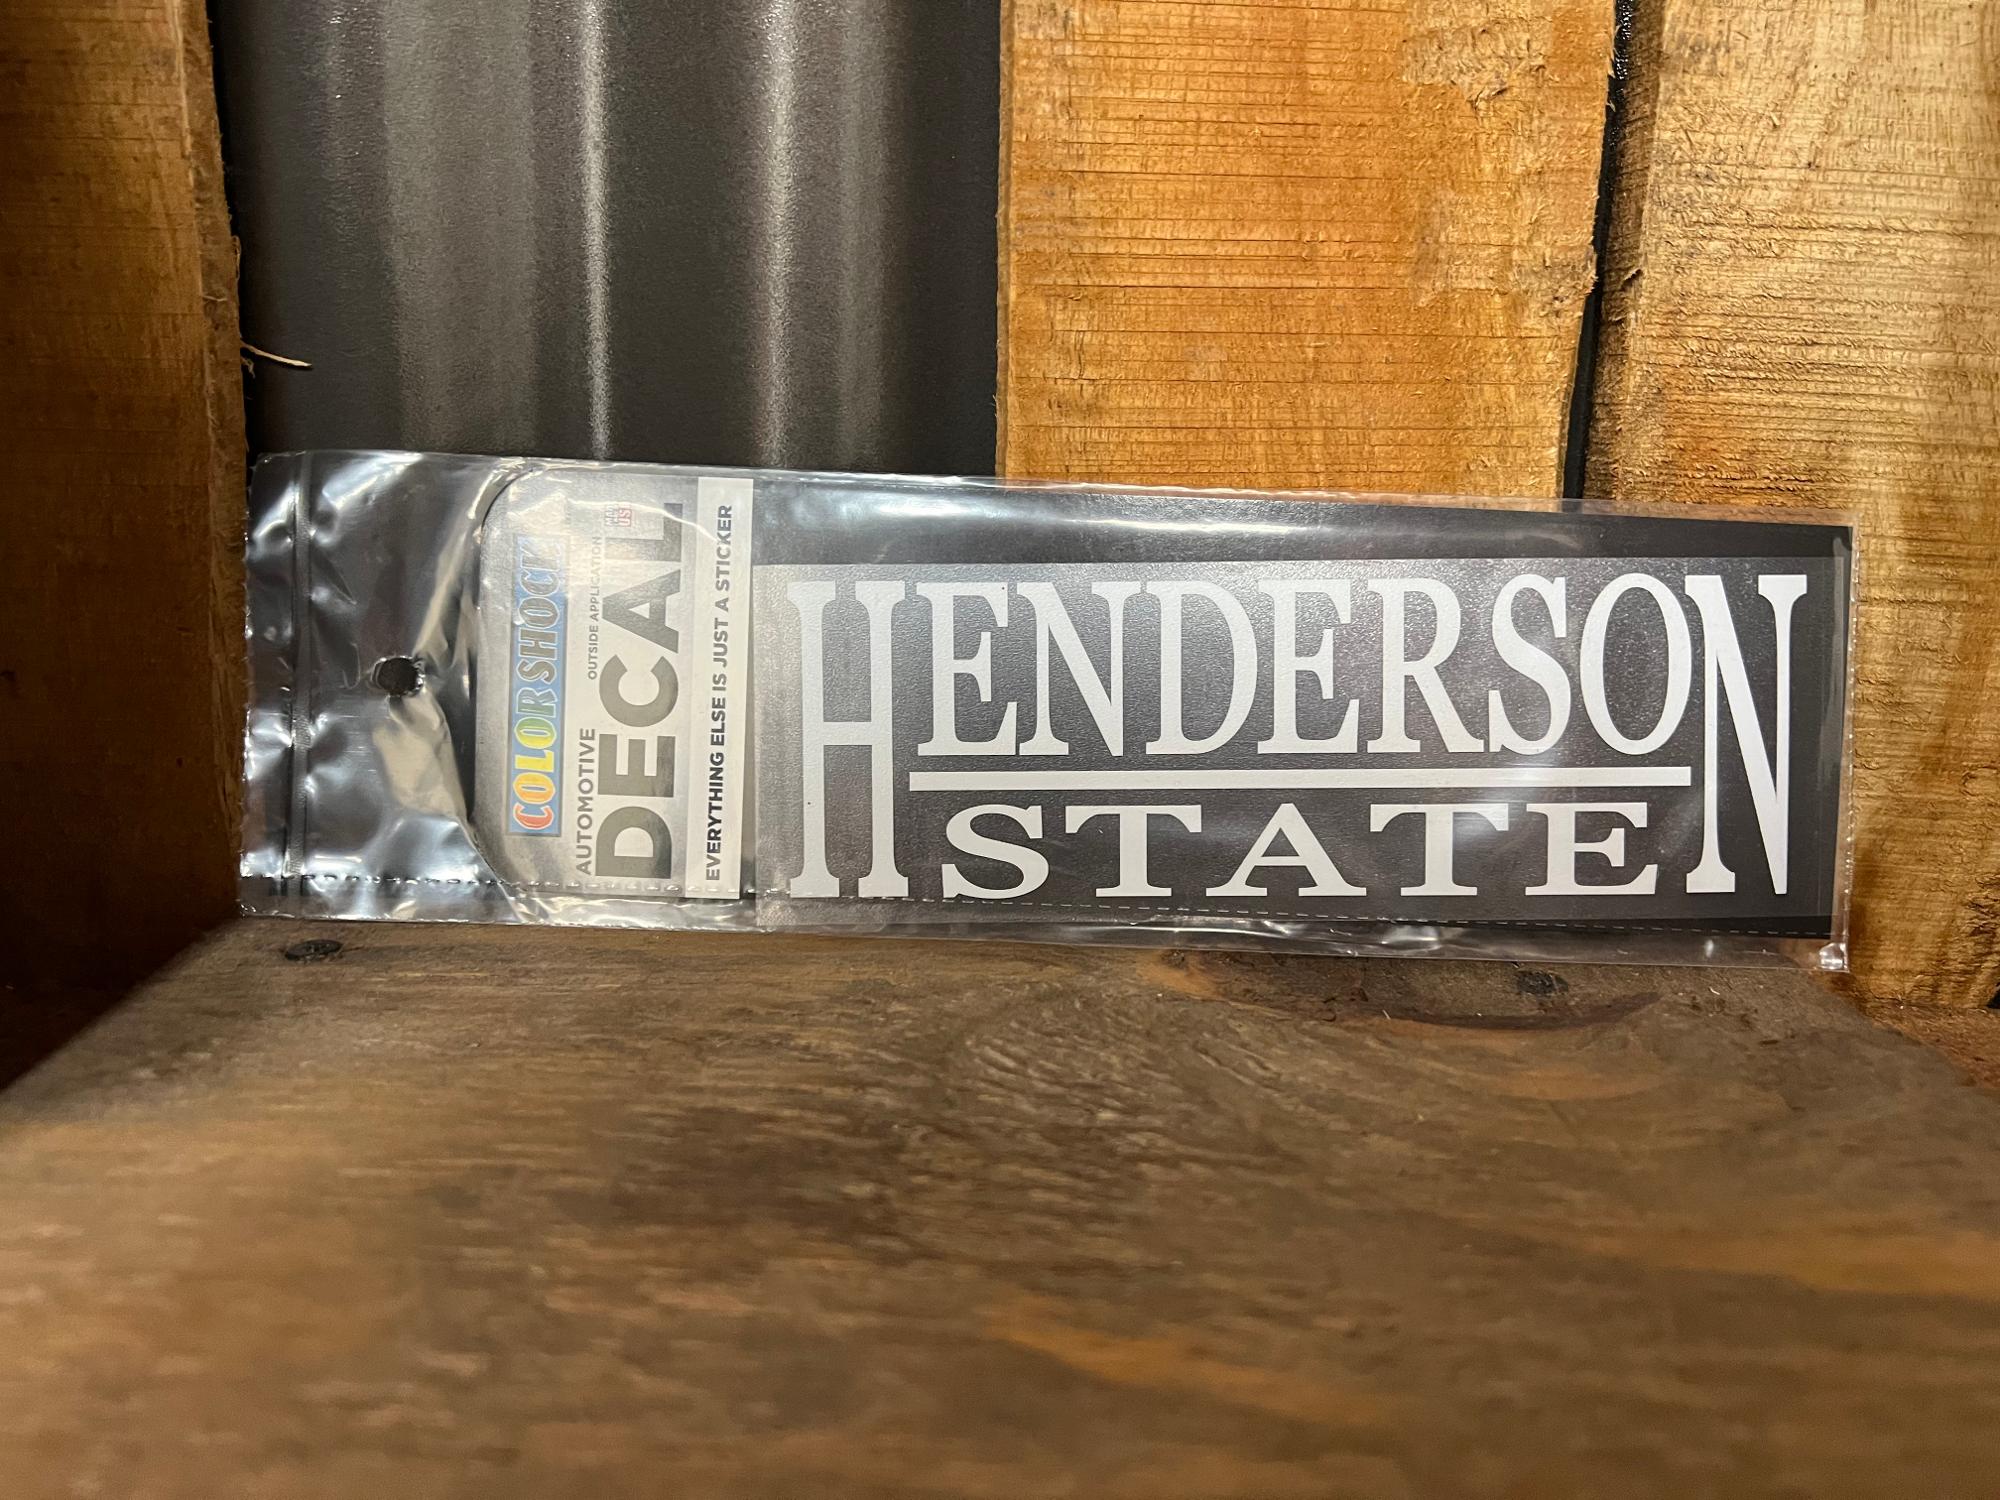 COLORSHOCK
AUTOMOTIVE
OUTSIDE APPLICATION
DECAL
EVERYTHING ELSE IS JUST A STICKER
HENDERSON
STATE